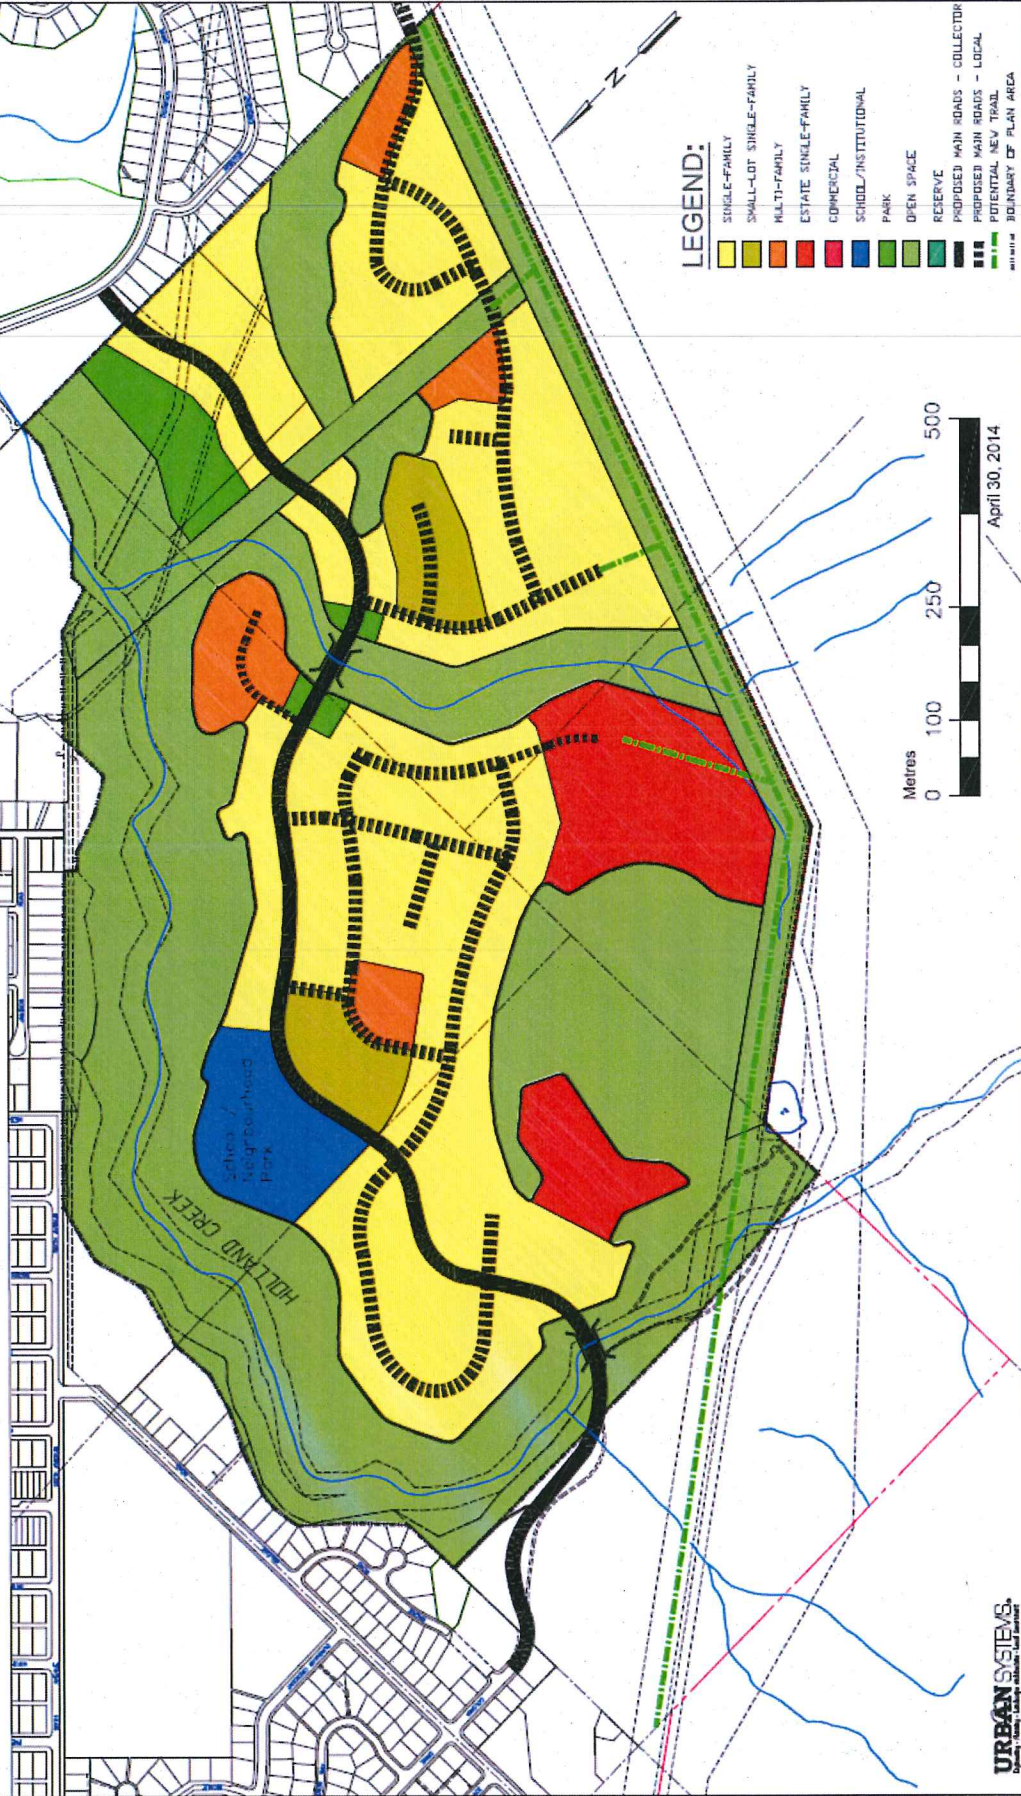 LEGEND:
SINGLE-FAMILY
SMALL-LOT SINGLE-FAMILY
MULTI-FAMILY
ESTATE SINGLE-FAMILY
COMMERCIAL
SCHOOL/INSTITUTIONAL
PARK
OPEN SPACE
RESERVE
PROPOSED MAIN ROADS - COLLECTOR
PROPOSED MAIN ROADS - LOCAL
POTENTIAL NEW TRAIL
BOUNDARY OF PLAN AREA
N
School /
Neighbourhood
Park
HOLLAND CREEK
Metres
0 100 250 500
April 30, 2014
URBAN SYSTEMS.